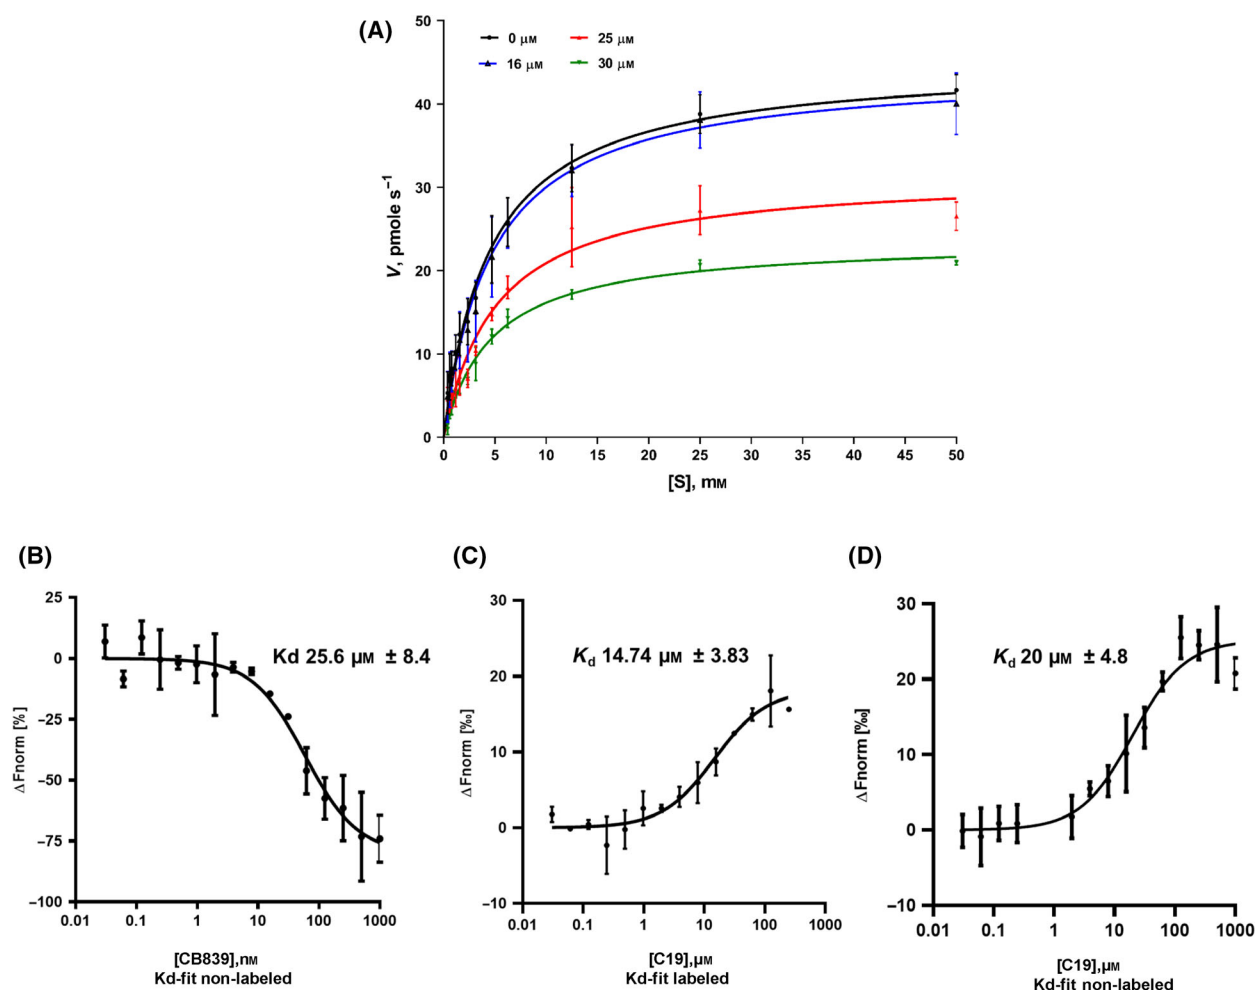 (A)
50
40
30
20
10
0
V, pmole s⁻¹
0 μM
25 μM
16 μM
30 μM
0 5 10 15 20 25 30 35 40 45 50
[S], mM
(B)
25
0
−25
−50
−75
−100
ΔFnorm [%]
Kd 25.6 μM ± 8.4
0.01 0.1 1 10 100 1000
[CB839],nM
Kd-fit non-labeled
(C)
30
20
10
0
−10
ΔFnorm [‰]
Kd 14.74 μM ± 3.83
0.01 0.1 1 10 100 1000
[C19],μM
Kd-fit labeled
(D)
30
20
10
0
−10
ΔFnorm [‰]
Kd 20 μM ± 4.8
0.01 0.1 1 10 100 1000
[C19],μM
Kd-fit non-labeled